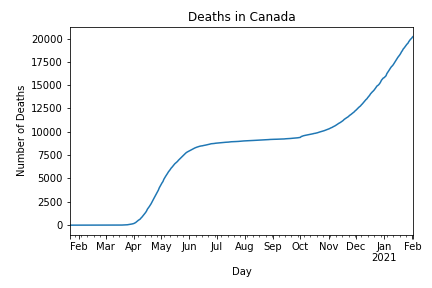 Deaths in Canada
Number of Deaths
20000
17500
15000
12500
10000
7500
5000
2500
0
Feb Mar Apr May Jun Jul Aug Sep Oct Nov Dec Jan Feb
2021
Day